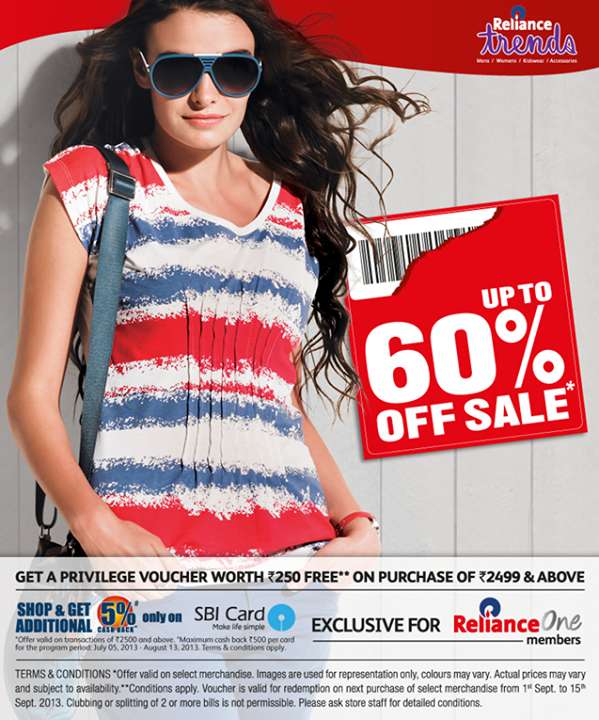 Reliance
trends
Mens / Womens / Kidswear / Accessories
UP TO
60%
OFF SALE*
GET A PRIVILEGE VOUCHER WORTH ₹250 FREE** ON PURCHASE OF ₹2499 & ABOVE
SHOP & GET
ADDITIONAL 5%# CASH BACK* only on SBI Card
Make life simple
EXCLUSIVE FOR Reliance One
members
*Offer valid on transactions of ₹2500 and above. *Maximum cash back ₹500 per card
for the program period: July 05, 2013 - August 13, 2013. Terms & conditions apply.
TERMS & CONDITIONS *Offer valid on select merchandise. Images are used for representation only, colours may vary. Actual prices may vary
and subject to availability.**Conditions apply. Voucher is valid for redemption on next purchase of select merchandise from 1st Sept. to 15th
Sept. 2013. Clubbing or splitting of 2 or more bills is not permissible. Please ask store staff for detailed conditions.